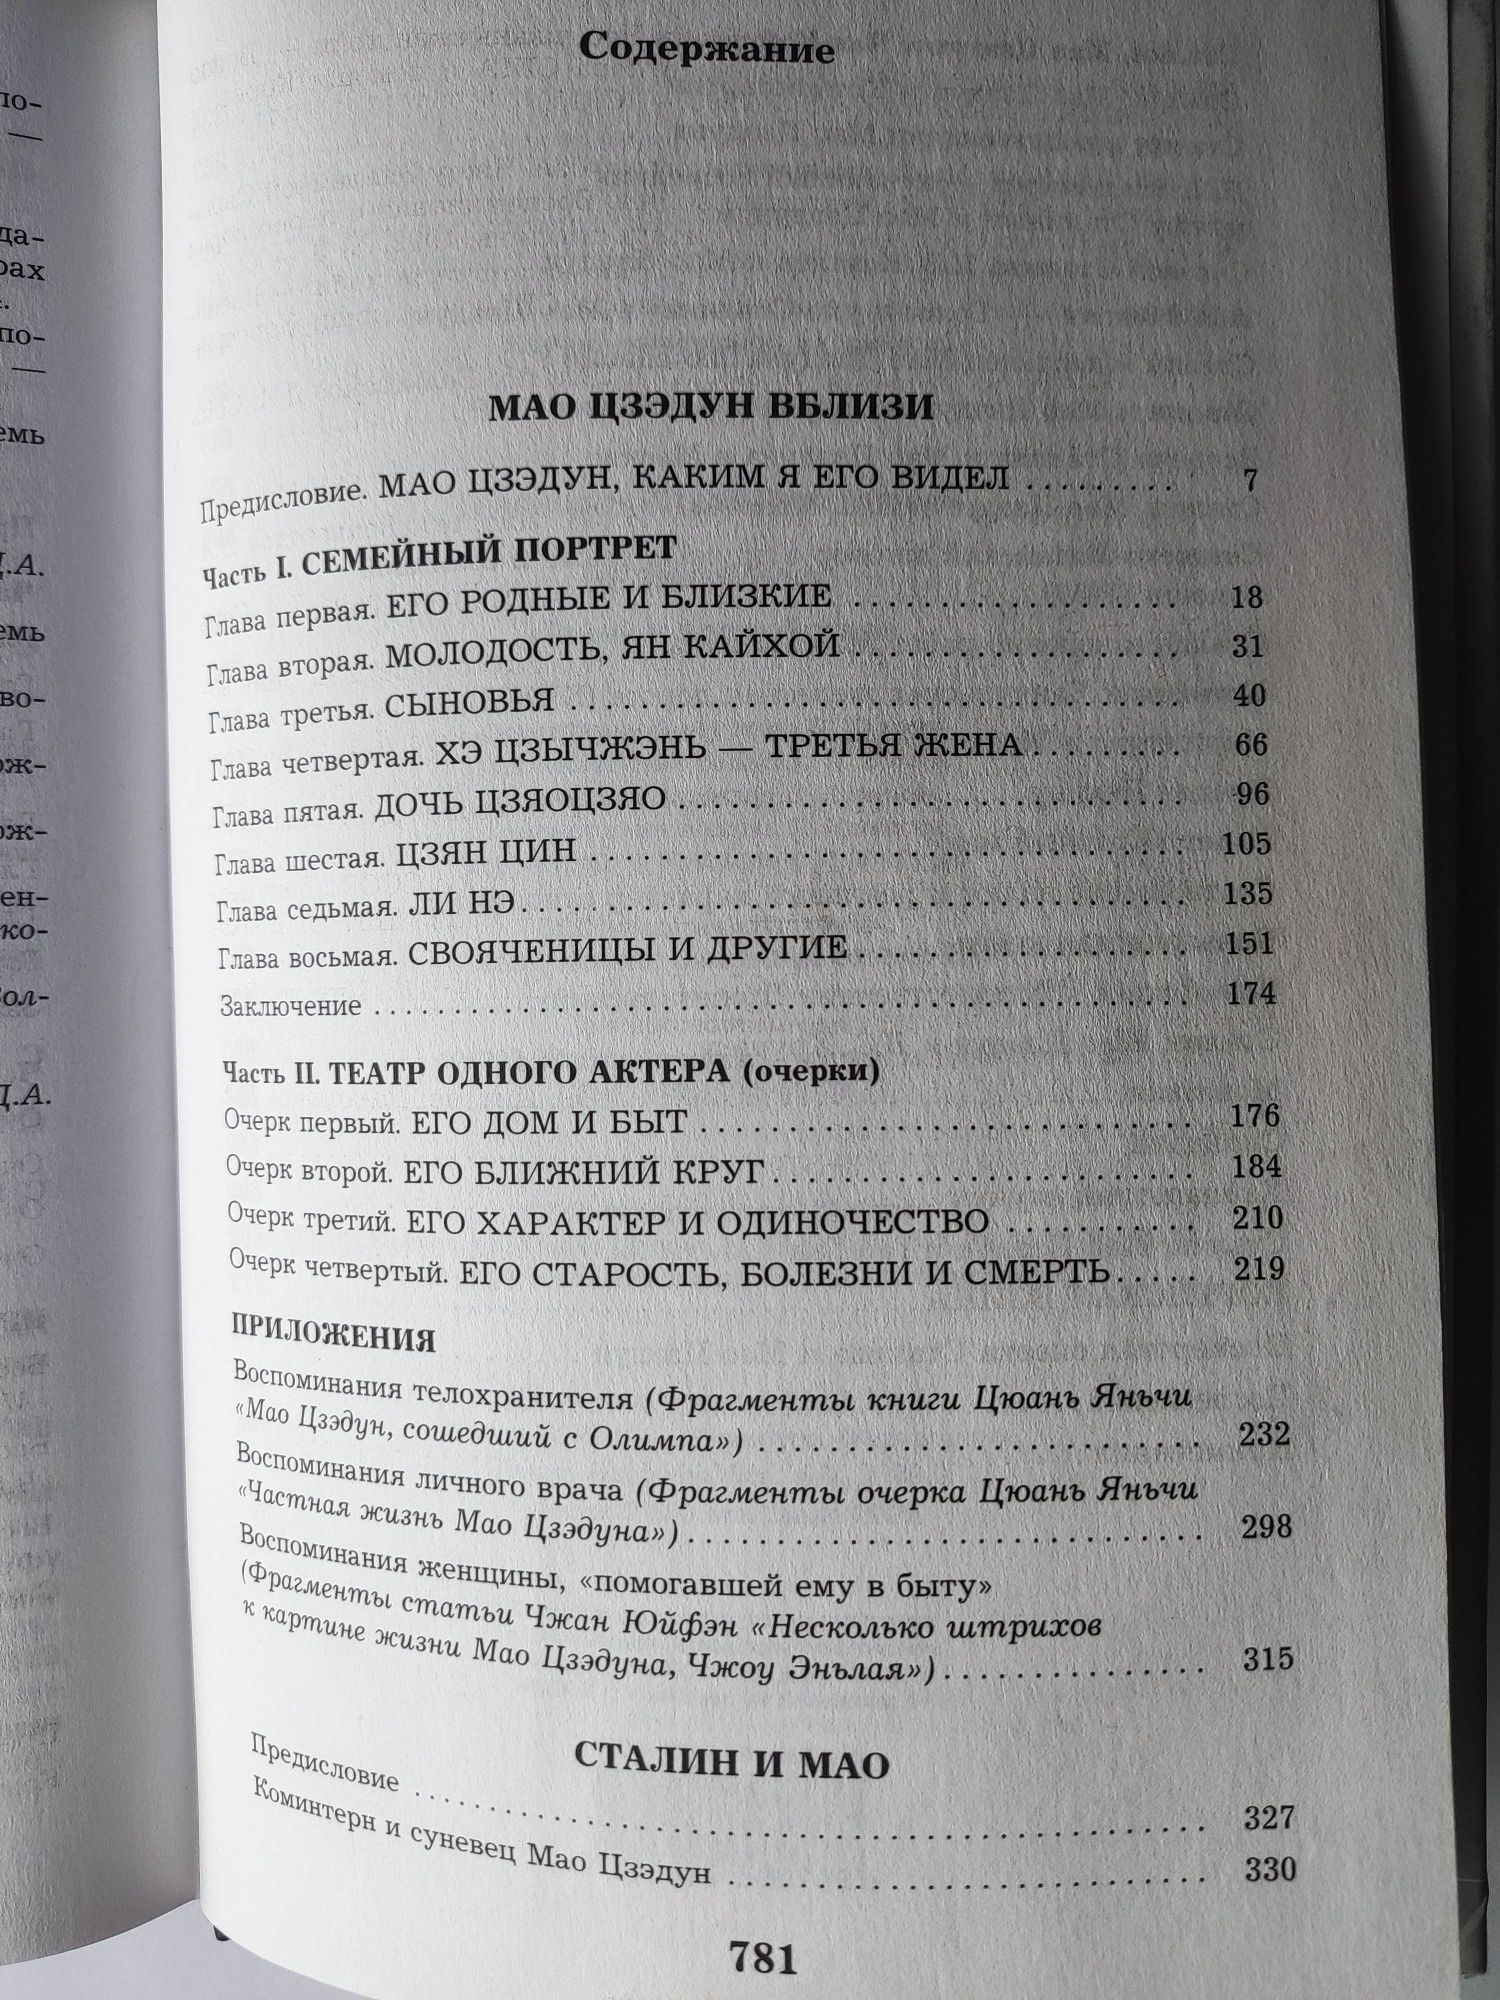 Содержание
МАО ЦЗЭДУН ВБЛИЗИ
Предисловие. МАО ЦЗЭДУН, КАКИМ Я ЕГО ВИДЕЛ . . . . . . . . . 7
Часть I. СЕМЕЙНЫЙ ПОРТРЕТ
Глава первая. ЕГО РОДНЫЕ И БЛИЗКИЕ . . . . . . . . . . . . . . . . . . . 18
Глава вторая. МОЛОДОСТЬ, ЯН КАЙХОЙ . . . . . . . . . . . . . . . . . . . 31
Глава третья. СЫНОВЬЯ . . . . . . . . . . . . . . . . . . . . . . . . . . . . . . . . . . . 40
Глава четвертая. ХЭ ЦЗЫЧЖЭНЬ — ТРЕТЬЯ ЖЕНА . . . . . . . . . 66
Глава пятая. ДОЧЬ ЦЗЯОЦЗЯО . . . . . . . . . . . . . . . . . . . . . . . . . . . . . 96
Глава шестая. ЦЗЯН ЦИН . . . . . . . . . . . . . . . . . . . . . . . . . . . . . . . . . . 105
Глава седьмая. ЛИ НЭ . . . . . . . . . . . . . . . . . . . . . . . . . . . . . . . . . . . . . . 135
Глава восьмая. СВОЯЧЕНИЦЫ И ДРУГИЕ . . . . . . . . . . . . . . . . . . . 151
Заключение . . . . . . . . . . . . . . . . . . . . . . . . . . . . . . . . . . . . . . . . . . . . . . 174
Часть II. ТЕАТР ОДНОГО АКТЕРА (очерки)
Очерк первый. ЕГО ДОМ И БЫТ . . . . . . . . . . . . . . . . . . . . . . . . . . . . 176
Очерк второй. ЕГО БЛИЖНИЙ КРУГ . . . . . . . . . . . . . . . . . . . . . . . . 184
Очерк третий. ЕГО ХАРАКТЕР И ОДИНОЧЕСТВО . . . . . . . . . . . 210
Очерк четвертый. ЕГО СТАРОСТЬ, БОЛЕЗНИ И СМЕРТЬ . . . . . 219
ПРИЛОЖЕНИЯ
Воспоминания телохранителя (Фрагменты книги Цюань Яньчи
«Мао Цзэдун, сошедший с Олимпа») . . . . . . . . . . . . . . . . . . . . . . . . . 232
Воспоминания личного врача (Фрагменты очерка Цюань Яньчи
«Частная жизнь Мао Цзэдуна») . . . . . . . . . . . . . . . . . . . . . . . . . . . . . 298
Воспоминания женщины, «помогавшей ему в быту»
(Фрагменты статьи Чжан Юйфэн «Несколько штрихов
к картине жизни Мао Цзэдуна, Чжоу Эньлая») . . . . . . . . . . . . . . . 315
СТАЛИН И МАО
Предисловие . . . . . . . . . . . . . . . . . . . . . . . . . . . . . . . . . . . . . . . . . . . . 327
Коминтерн и суневец Мао Цзэдун . . . . . . . . . . . . . . . . . . . . . . . . . . . 330
781